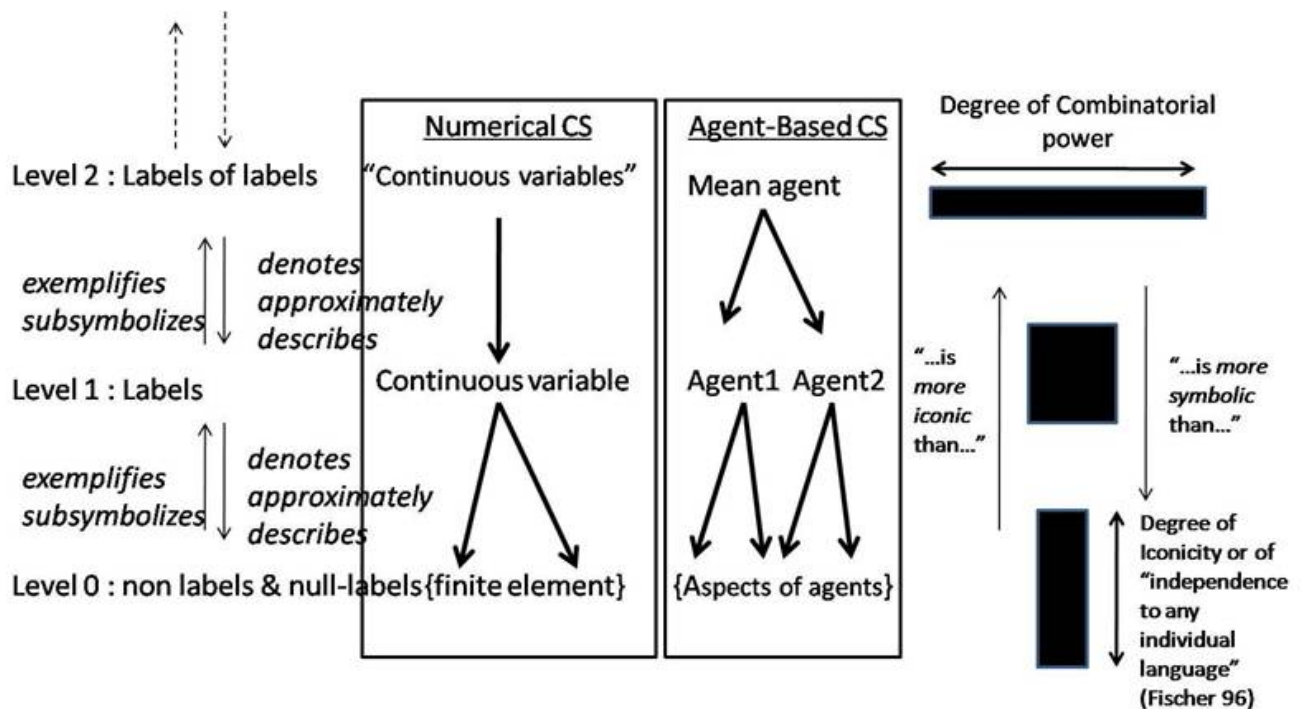 Numerical CS
Agent-Based CS
Degree of Combinatorial
power
Level 2 : Labels of labels
“Continuous variables”
Mean agent
exemplifies
subsymbolizes
denotes
approximately
describes
Level 1 : Labels
Continuous variable
Agent1 Agent2
“...is
more
iconic
than...”
“...is more
symbolic
than...”
exemplifies
subsymbolizes
denotes
approximately
describes
Level 0 : non labels & null-labels
{finite element}
{Aspects of agents}
Degree of
Iconicity or of
“independence
to any
individual
language”
(Fischer 96)